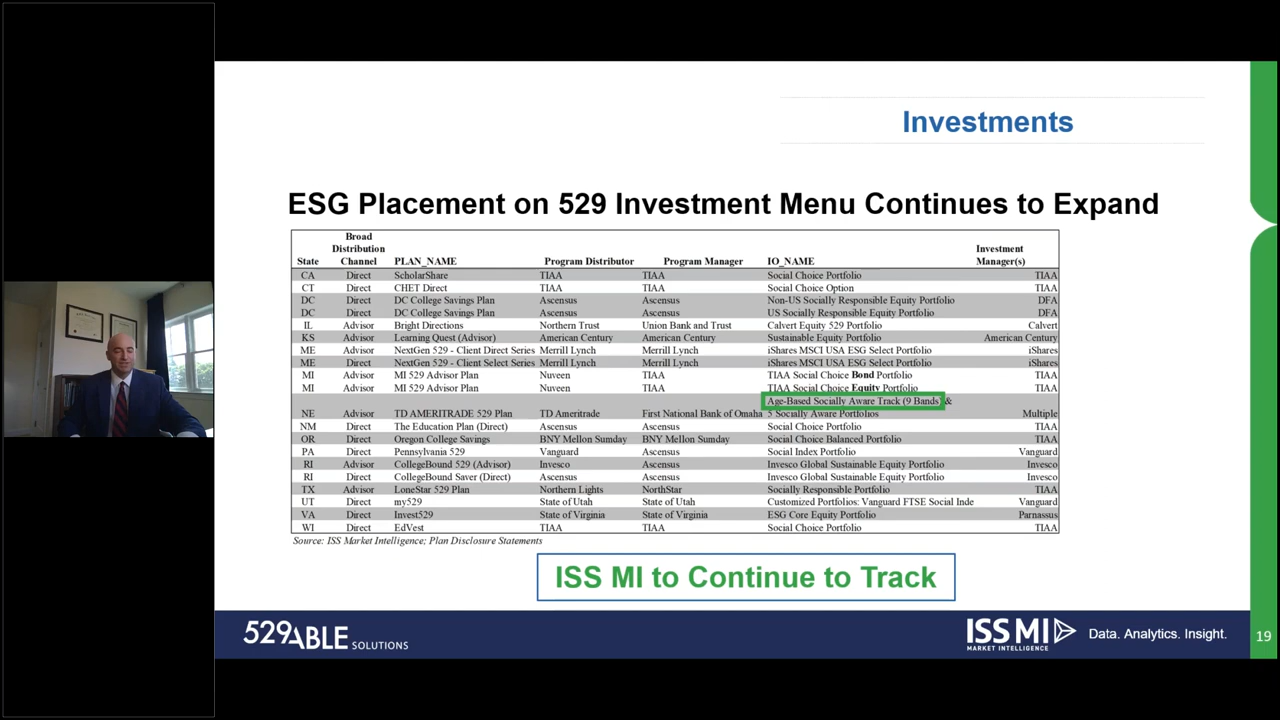 Investments
ESG Placement on 529 Investment Menu Continues to Expand
State Broad Distribution Channel PLAN_NAME Program Distributor Program Manager IO_NAME Investment Manager(s)
CA Direct ScholarShare TIAA TIAA Social Choice Portfolio TIAA
CT Direct CHET Direct TIAA TIAA Social Choice Option TIAA
DC Direct DC College Savings Plan Ascensus Ascensus Non-US Socially Responsible Equity Portfolio DFA
DC Direct DC College Savings Plan Ascensus Ascensus US Socially Responsible Equity Portfolio DFA
IL Advisor Bright Directions Northern Trust Union Bank and Trust Calvert Equity 529 Portfolio Calvert
KS Advisor Learning Quest (Advisor) American Century American Century Sustainable Equity Portfolio American Century
ME Advisor NextGen 529 - Client Direct Series Merrill Lynch Merrill Lynch iShares MSCI USA ESG Select Portfolio iShares
ME Direct NextGen 529 - Client Select Series Merrill Lynch Merrill Lynch iShares MSCI USA ESG Select Portfolio iShares
MI Advisor MI 529 Advisor Plan Nuveen TIAA TIAA Social Choice Bond Portfolio TIAA
MI Advisor MI 529 Advisor Plan Nuveen TIAA TIAA Social Choice Equity Portfolio TIAA
Age-Based Socially Aware Track (9 Bands) &
NE Direct TD AMERITRADE 529 Plan TD Ameritrade First National Bank of Omaha 5 Socially Aware Portfolios Multiple
NM Direct The Education Plan (Direct) Ascensus Ascensus Social Choice Portfolio TIAA
OR Direct Oregon College Savings BNY Mellon Sumday BNY Mellon Sumday Social Choice Balanced Portfolio TIAA
PA Direct Pennsylvania 529 Vanguard Ascensus Social Index Portfolio Vanguard
RI Advisor CollegeBound 529 (Advisor) Invesco Ascensus Invesco Global Sustainable Equity Portfolio Invesco
RI Direct CollegeBound Saver (Direct) Ascensus Ascensus Invesco Global Sustainable Equity Portfolio Invesco
TX Advisor LoneStar 529 Plan Northern Lights NorthStar Socially Responsible Portfolio TIAA
UT Direct my529 State of Utah State of Utah Customized Portfolios: Vanguard FTSE Social Inde Vanguard
VA Direct Invest529 State of Virginia State of Virginia ESG Core Equity Portfolio Parnassus
WI Direct EdVest TIAA TIAA Social Choice Portfolio TIAA
Source: ISS Market Intelligence; Plan Disclosure Statements
ISS MI to Continue to Track
529 ABLE SOLUTIONS
ISS MI MARKET INTELLIGENCE
Data. Analytics. Insight.
19